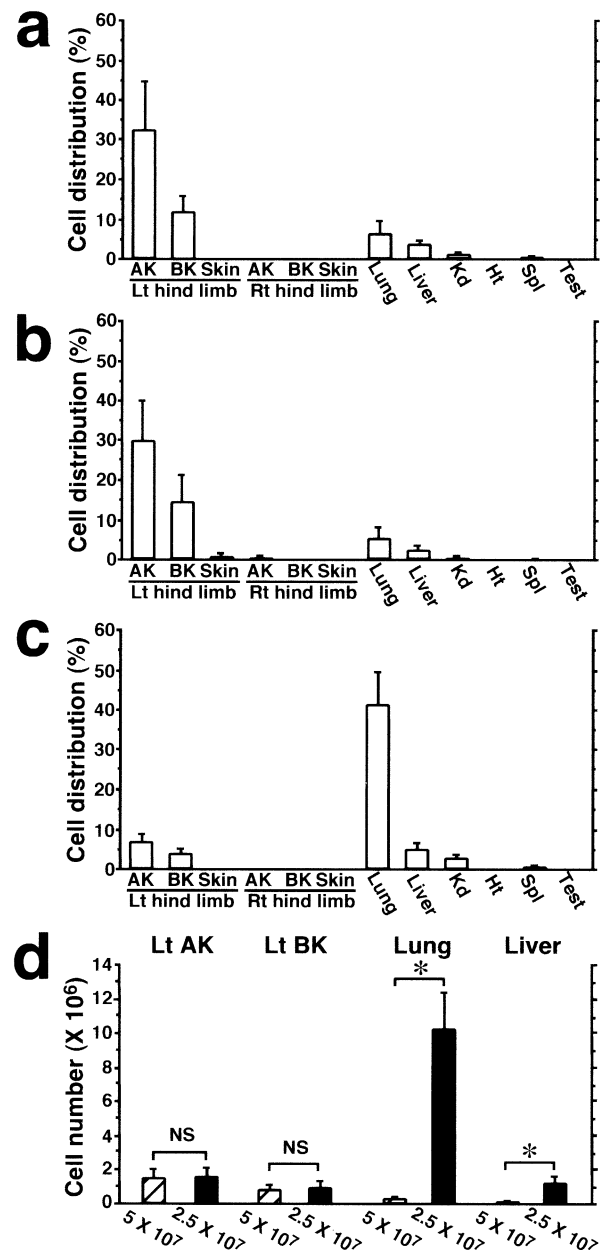 a
Cell distribution (%)
60
50
40
30
20
10
0
AK BK Skin AK BK Skin Lung Liver Kd Ht Spl Test
Lt hind limb Rt hind limb
b
Cell distribution (%)
60
50
40
30
20
10
0
AK BK Skin AK BK Skin Lung Liver Kd Ht Spl Test
Lt hind limb Rt hind limb
c
Cell distribution (%)
60
50
40
30
20
10
0
AK BK Skin AK BK Skin Lung Liver Kd Ht Spl Test
Lt hind limb Rt hind limb
d
Lt AK Lt BK Lung Liver
Cell number (X 10⁶)
14
12
10
8
6
4
2
0
NS NS * *
5 X 10⁷ 2.5 X 10⁷ 5 X 10⁷ 2.5 X 10⁷ 5 X 10⁷ 2.5 X 10⁷ 5 X 10⁷ 2.5 X 10⁷